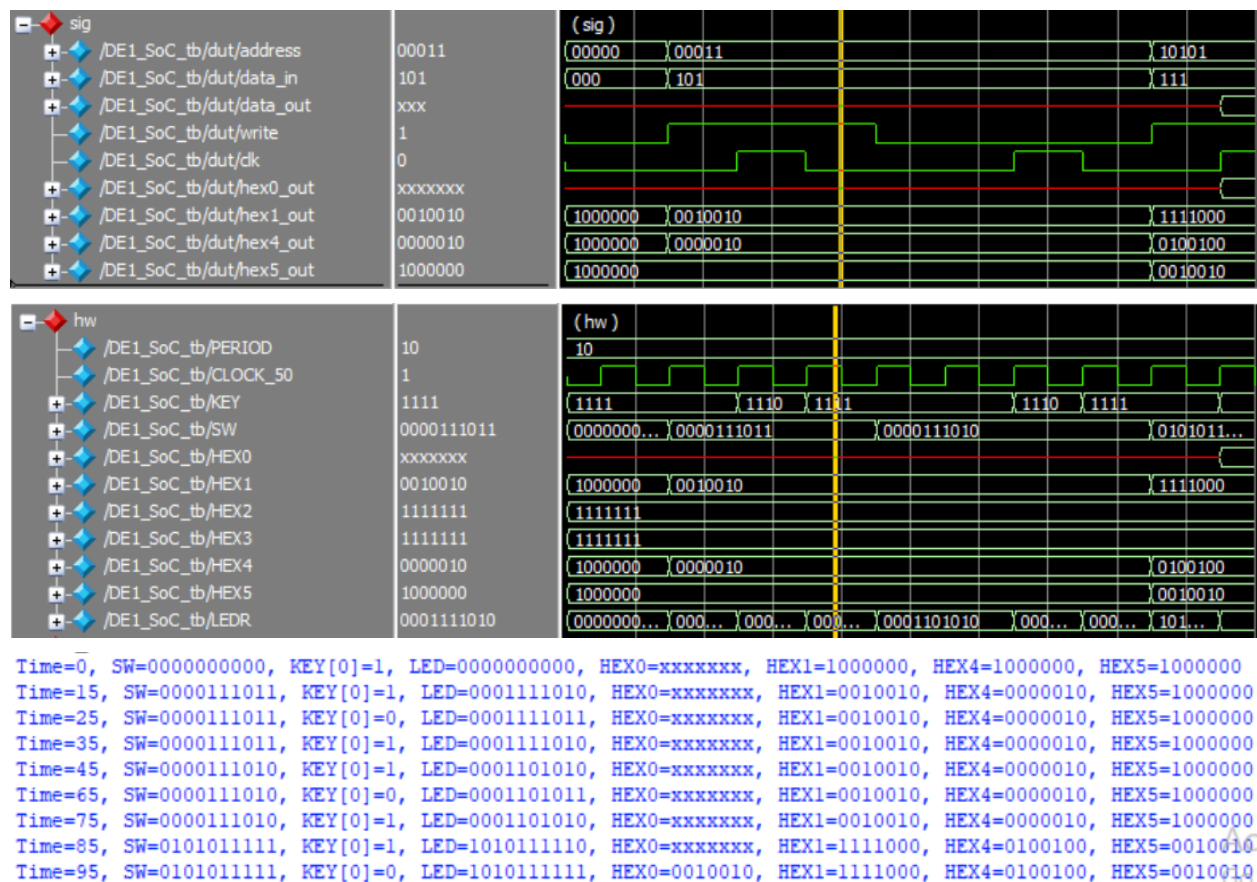 sig (sig)
/DE1_SoC_tb/dut/address 00011 00000 00011 10101
/DE1_SoC_tb/dut/data_in 101 000 101 111
/DE1_SoC_tb/dut/data_out xxx
/DE1_SoC_tb/dut/write 1
/DE1_SoC_tb/dut/clk 0
/DE1_SoC_tb/dut/hex0_out xxxxxxx
/DE1_SoC_tb/dut/hex1_out 0010010 1000000 0010010 1111000
/DE1_SoC_tb/dut/hex4_out 0000010 1000000 0000010 0100100
/DE1_SoC_tb/dut/hex5_out 1000000 1000000 0010010
hw (hw)
/DE1_SoC_tb/PERIOD 10 10
/DE1_SoC_tb/CLOCK_50 1
/DE1_SoC_tb/KEY 1111 1111 1110 1111 1110 1111
/DE1_SoC_tb/SW 0000111011 0000000... 0000111011 0000111010 0101011...
/DE1_SoC_tb/HEX0 xxxxxxx
/DE1_SoC_tb/HEX1 0010010 1000000 0010010 1111000
/DE1_SoC_tb/HEX2 1111111 1111111
/DE1_SoC_tb/HEX3 1111111 1111111
/DE1_SoC_tb/HEX4 0000010 1000000 0000010 0100100
/DE1_SoC_tb/HEX5 1000000 1000000 0010010
/DE1_SoC_tb/LEDR 0001111010 0000000... 000... 000... 000... 0001101010 000... 000... 101...
Time=0, SW=0000000000, KEY[0]=1, LED=0000000000, HEX0=xxxxxxx, HEX1=1000000, HEX4=1000000, HEX5=1000000
Time=15, SW=0000111011, KEY[0]=1, LED=0001111010, HEX0=xxxxxxx, HEX1=0010010, HEX4=0000010, HEX5=1000000
Time=25, SW=0000111011, KEY[0]=0, LED=0001111011, HEX0=xxxxxxx, HEX1=0010010, HEX4=0000010, HEX5=1000000
Time=35, SW=0000111011, KEY[0]=1, LED=0001111010, HEX0=xxxxxxx, HEX1=0010010, HEX4=0000010, HEX5=1000000
Time=45, SW=0000111010, KEY[0]=1, LED=0001101010, HEX0=xxxxxxx, HEX1=0010010, HEX4=0000010, HEX5=1000000
Time=65, SW=0000111010, KEY[0]=0, LED=0001101011, HEX0=xxxxxxx, HEX1=0010010, HEX4=0000010, HEX5=1000000
Time=75, SW=0000111010, KEY[0]=1, LED=0001101010, HEX0=xxxxxxx, HEX1=0010010, HEX4=0000010, HEX5=1000000
Time=85, SW=0101011111, KEY[0]=1, LED=1010111110, HEX0=xxxxxxx, HEX1=1111000, HEX4=0100100, HEX5=0010010
Time=95, SW=0101011111, KEY[0]=0, LED=1010111111, HEX0=0010010, HEX1=1111000, HEX4=0100100, HEX5=0010010